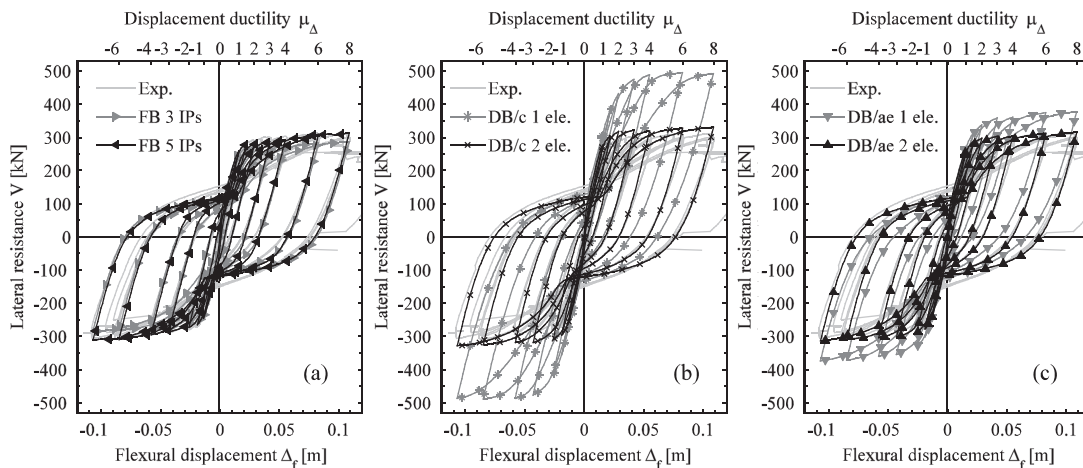 Displacement ductility μΔ
-6 -4 -3 -2 -1 0 1 2 3 4 6 8
500
400
300
200
100
0
-100
-200
-300
-400
-500
Lateral resistance V [kN]
Exp.
FB 3 IPs
FB 5 IPs
(a)
-0.1 -0.05 0 0.05 0.1
Flexural displacement Δf [m]
Displacement ductility μΔ
-6 -4 -3 -2 -1 0 1 2 3 4 6 8
500
400
300
200
100
0
-100
-200
-300
-400
-500
Lateral resistance V [kN]
Exp.
DB/c 1 ele.
DB/c 2 ele.
(b)
-0.1 -0.05 0 0.05 0.1
Flexural displacement Δf [m]
Displacement ductility μΔ
-6 -4 -3 -2 -1 0 1 2 3 4 6 8
500
400
300
200
100
0
-100
-200
-300
-400
-500
Lateral resistance V [kN]
Exp.
DB/ae 1 ele.
DB/ae 2 ele.
(c)
-0.1 -0.05 0 0.05 0.1
Flexural displacement Δf [m]